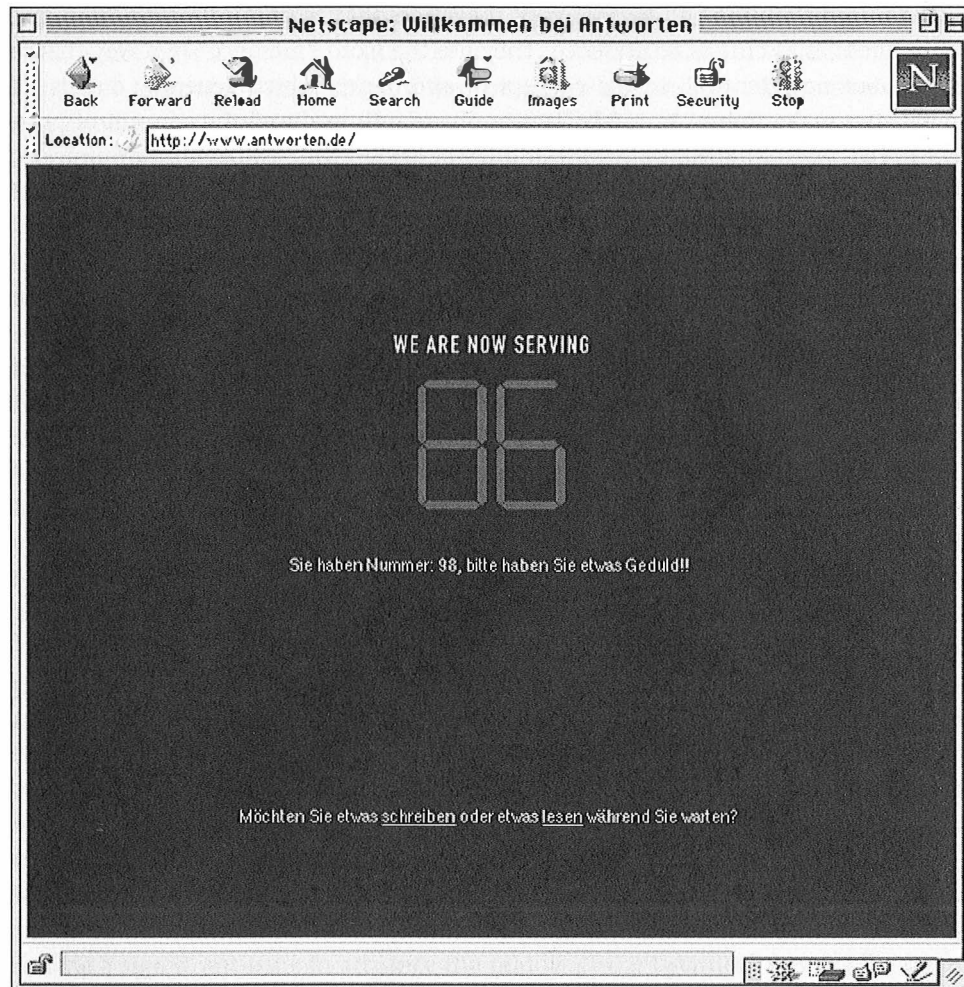 Netscape: Willkommen bei Antworten
Back Forward Reload Home Search Guide Images Print Security Stop
N
Location: http://www.antworten.de/
WE ARE NOW SERVING
86
Sie haben Nummer: 98, bitte haben Sie etwas Geduld!!
Möchten Sie etwas schreiben oder etwas lesen während Sie warten?